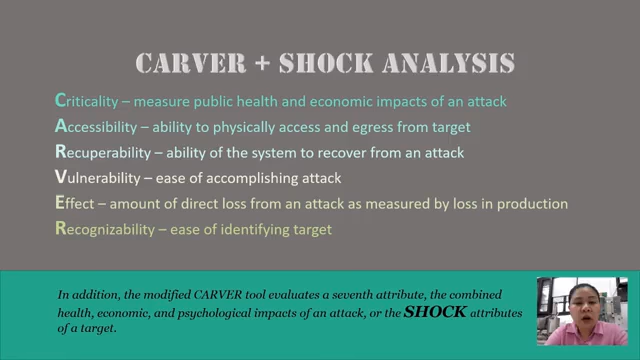 CARVER + SHOCK ANALYSIS
Criticality – measure public health and economic impacts of an attack
Accessibility – ability to physically access and egress from target
Recuperability – ability of the system to recover from an attack
Vulnerability – ease of accomplishing attack
Effect – amount of direct loss from an attack as measured by loss in production
Recognizability – ease of identifying target
In addition, the modified CARVER tool evaluates a seventh attribute, the combined
health, economic, and psychological impacts of an attack, or the SHOCK attributes
of a target.